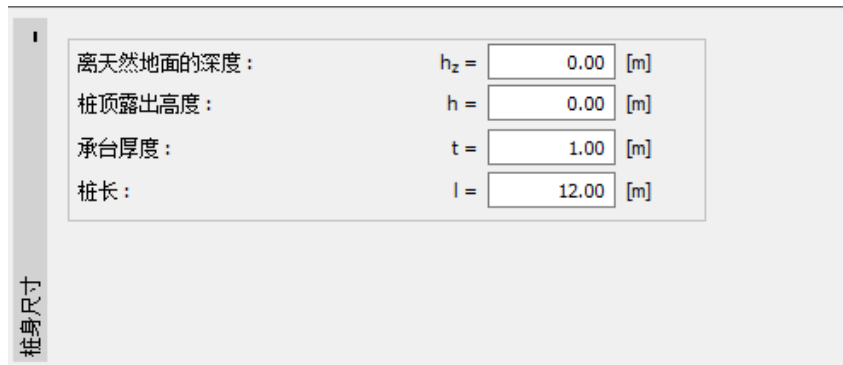 离天然地面的深度： h_z = 0.00 [m]
桩顶露出高度： h = 0.00 [m]
承台厚度： t = 1.00 [m]
桩长： l = 12.00 [m]
桩身尺寸